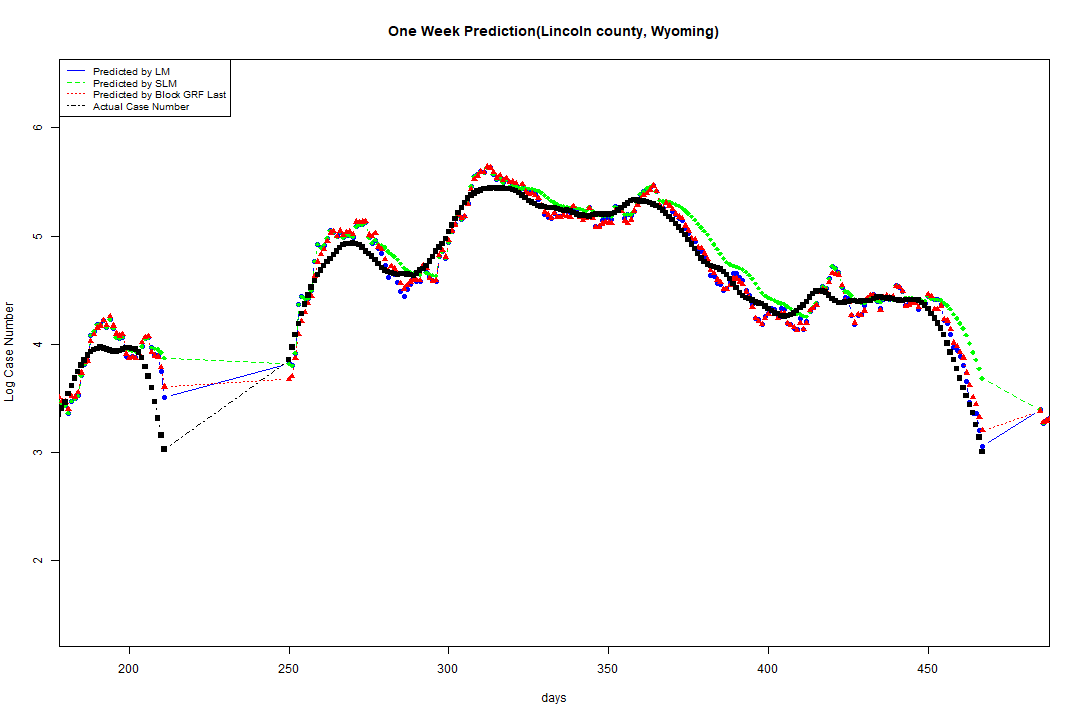 One Week Prediction(Lincoln county, Wyoming)
Predicted by LM
Predicted by SLM
Predicted by Block GRF Last
Actual Case Number
6
5
4
3
2
Log Case Number
200
250
300
350
400
450
days